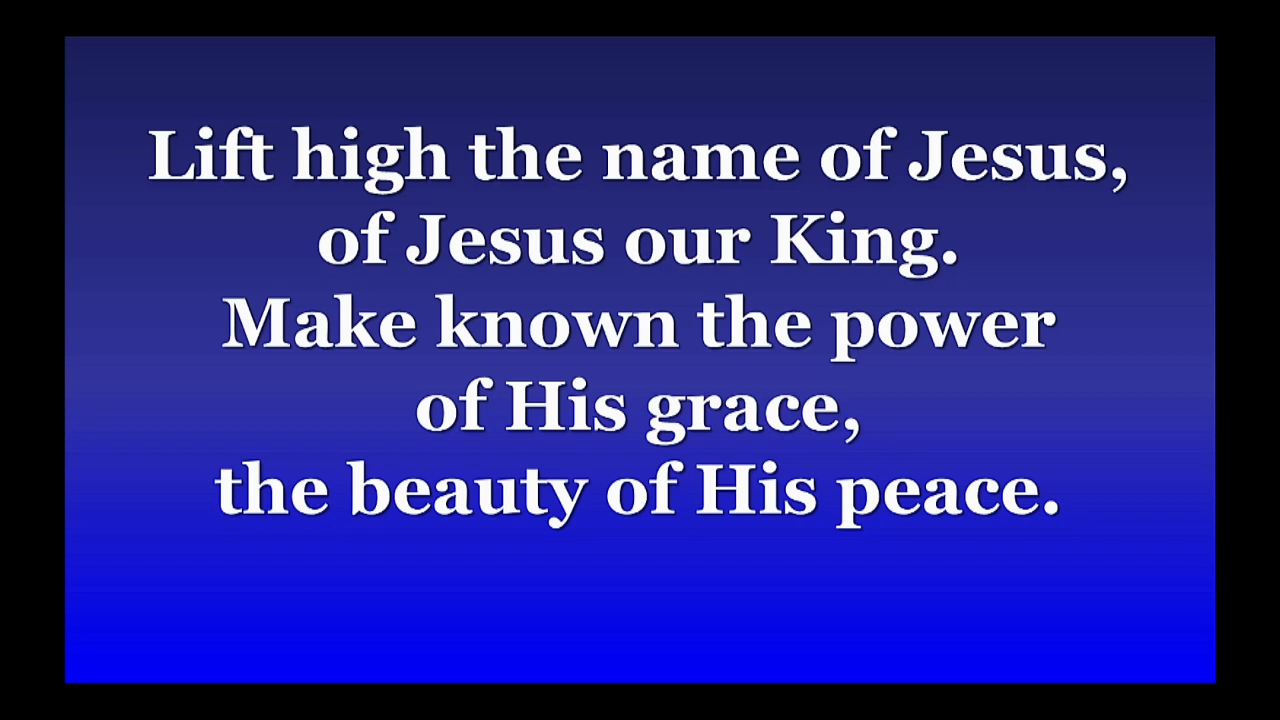 Lift high the name of Jesus,
of Jesus our King.
Make known the power
of His grace,
the beauty of His peace.